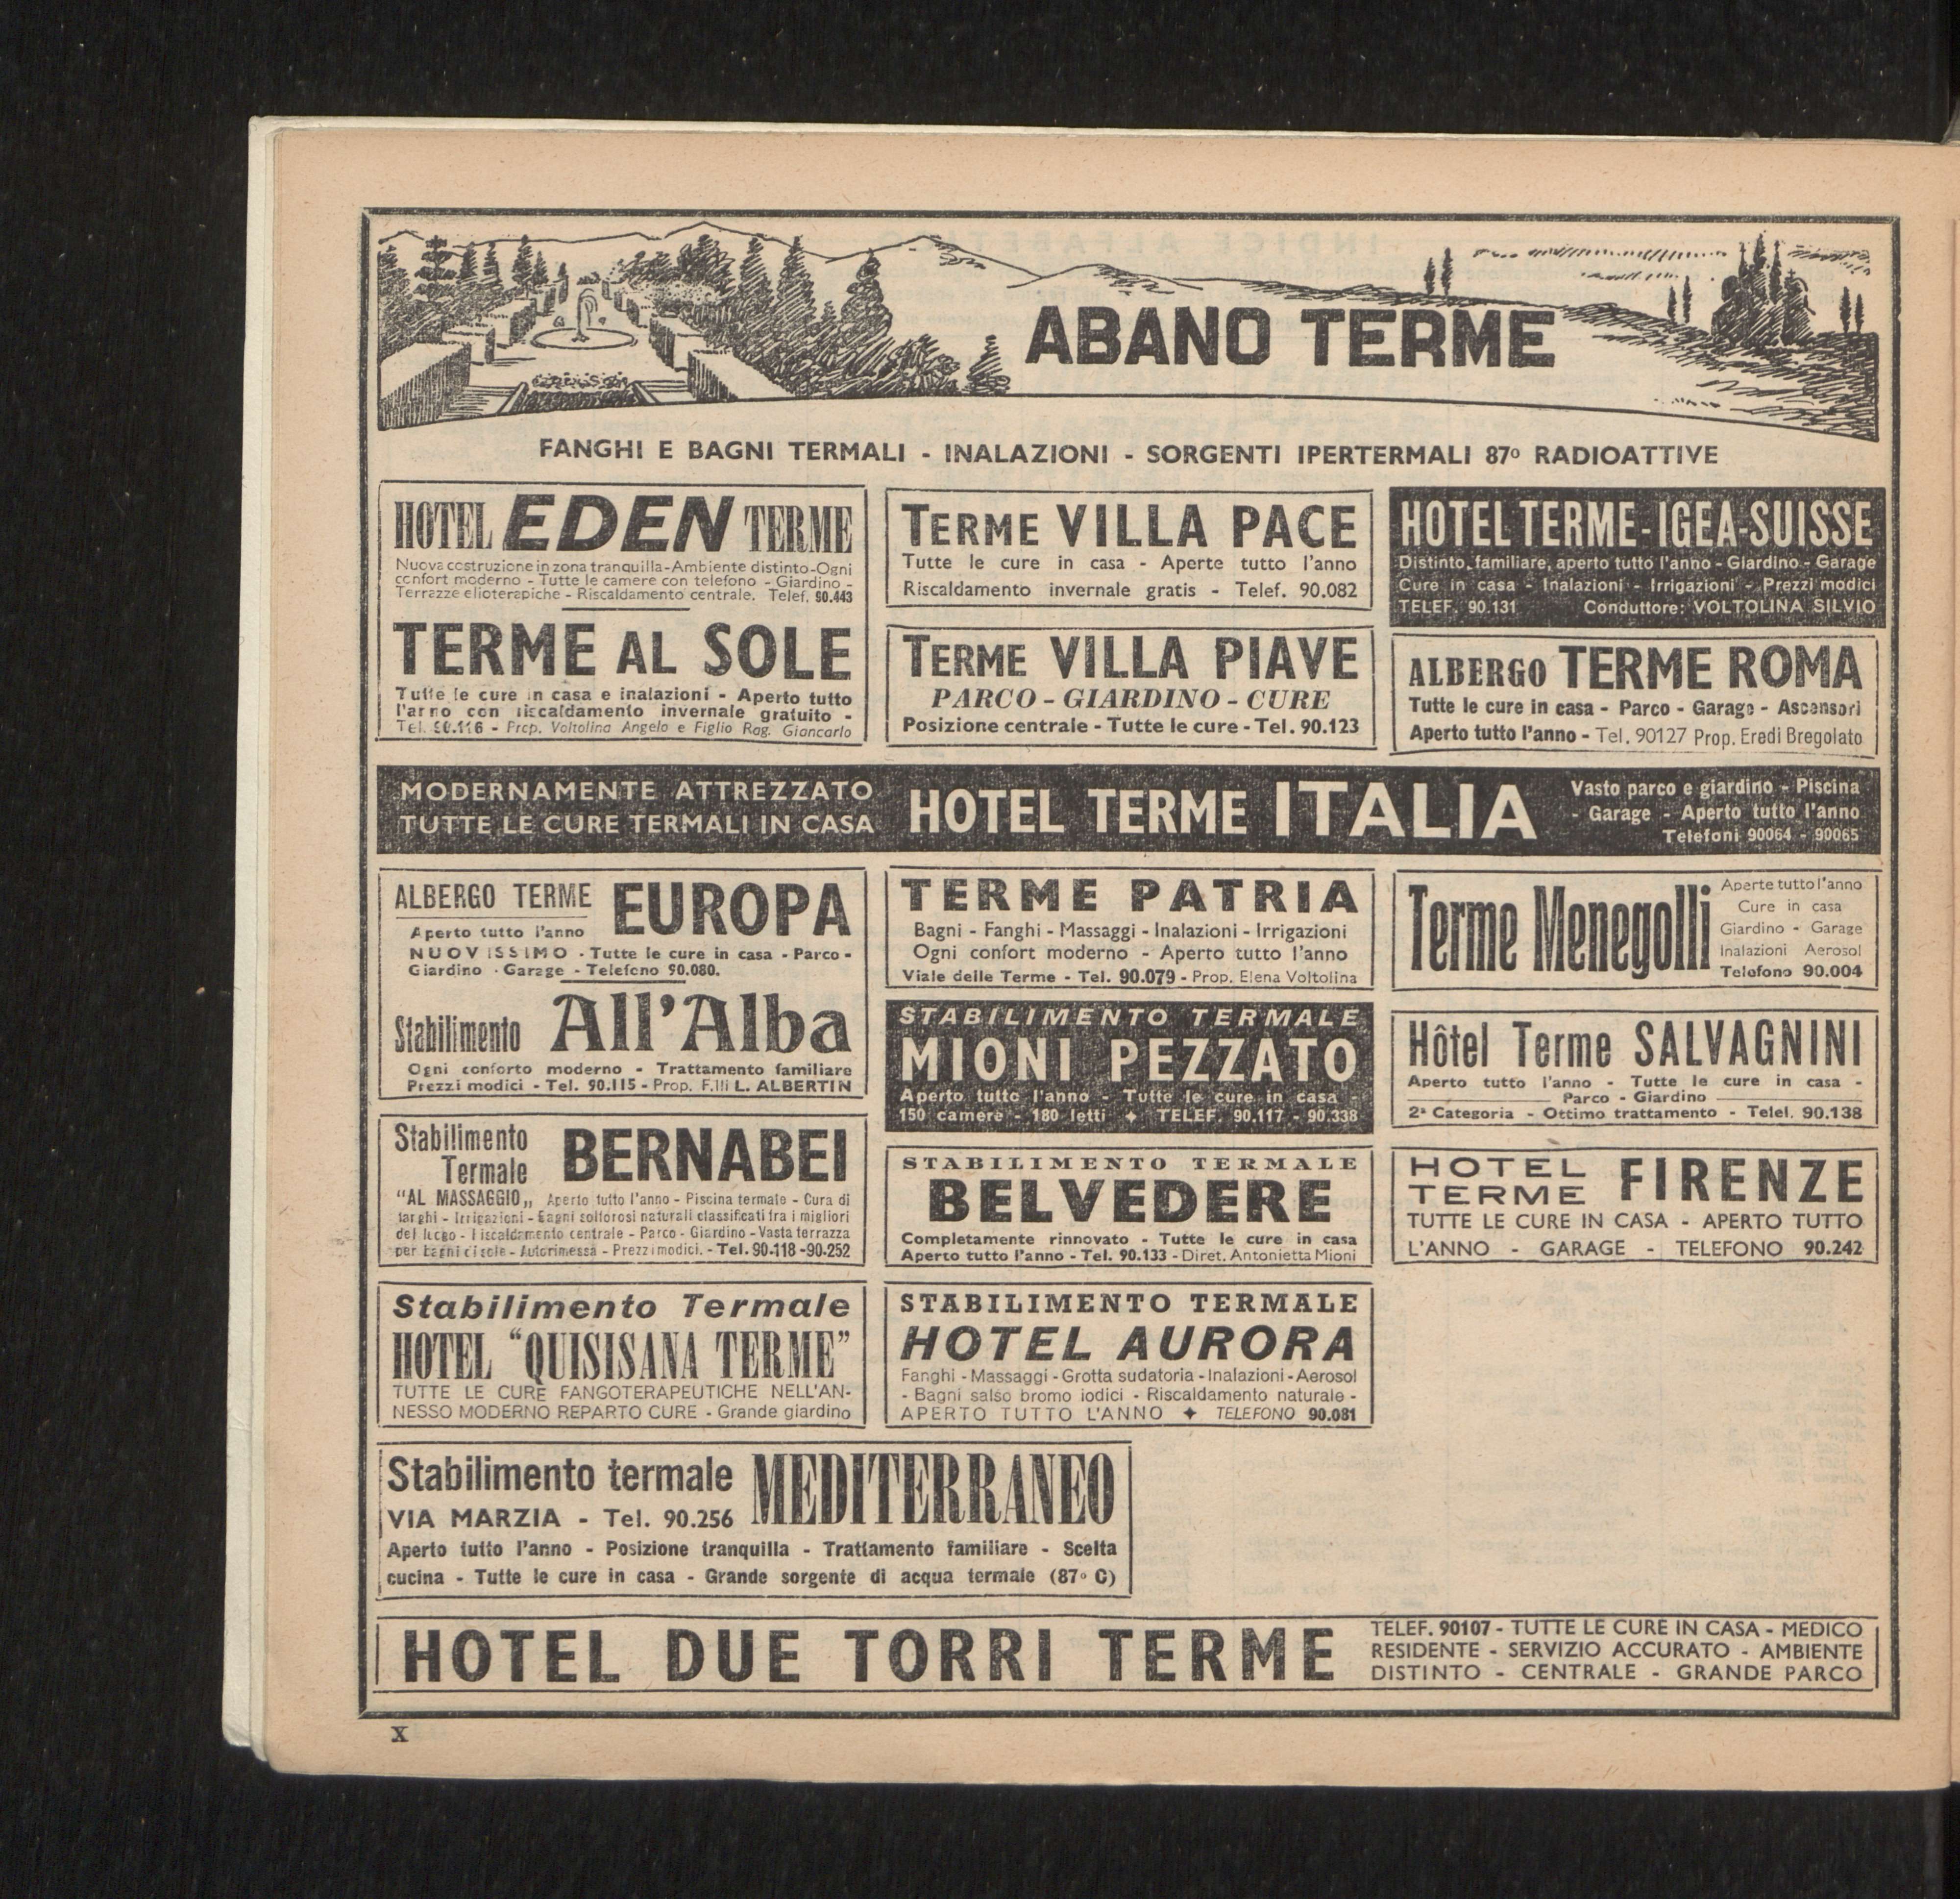 ABANO TERME
FANGHI E BAGNI TERMALI - INALAZIONI - SORGENTI IPERTERMALI 87º RADIOATTIVE
HOTEL EDEN TERME
Nuova costruzione in zona tranquilla-Ambiente distinto-Ogni
confort moderno - Tutte le camere con telefono - Giardino -
Terrazze elioterapiche - Riscaldamento centrale. Telef. 90.443
TERME AL SOLE
Tutte le cure in casa e inalazioni - Aperto tutto
l'anno con riscaldamento invernale gratuito -
Tel. 90.116 - Prop. Voltolina Angelo e Figlio Rag. Giancarlo
TERME VILLA PACE
Tutte le cure in casa - Aperte tutto l'anno
Riscaldamento invernale gratis - Telef. 90.082
TERME VILLA PIAVE
PARCO - GIARDINO - CURE
Posizione centrale - Tutte le cure - Tel. 90.123
HOTEL TERME-IGEA-SUISSE
Distinto, familiare, aperto tutto l'anno - Giardino - Garage
Cure in casa - Inalazioni - Irrigazioni - Prezzi modici
TELEF. 90.131 Conduttore: VOLTOLINA SILVIO
ALBERGO TERME ROMA
Tutte le cure in casa - Parco - Garage - Ascensori
Aperto tutto l'anno - Tel. 90127 Prop. Eredi Bregolato
MODERNAMENTE ATTREZZATO
TUTTE LE CURE TERMALI IN CASA
HOTEL TERME ITALIA
Vasto parco e giardino - Piscina
- Garage - Aperto tutto l'anno
Telefoni 90064 - 90065
ALBERGO TERME EUROPA
Aperto tutto l'anno
NUOVISSIMO - Tutte le cure in casa - Parco -
Giardino - Garage - Telefono 90.080.
Stabilimento All'Alba
Ogni conforto moderno - Trattamento familiare
Prezzi modici - Tel. 90.115 - Prop. F.lli L. ALBERTIN
Stabilimento
Termale BERNABEI
"AL MASSAGGIO„ Aperto tutto l'anno - Piscina termale - Cura di
fanghi - Irrigazioni - Bagni solforosi naturali classificati fra i migliori
del luogo - Riscaldamento centrale - Parco - Giardino - Vasta terrazza
per bagni di sole - Autorimessa - Prezzi modici. - Tel. 90-118 -90-252
Stabilimento Termale
HOTEL "QUISISANA TERME"
TUTTE LE CURE FANGOTERAPEUTICHE NELL'AN-
NESSO MODERNO REPARTO CURE - Grande giardino
TERME PATRIA
Bagni - Fanghi - Massaggi - Inalazioni - Irrigazioni
Ogni confort moderno - Aperto tutto l'anno
Viale delle Terme - Tel. 90.079 - Prop. Elena Voltolina
STABILIMENTO TERMALE
MIONI PEZZATO
Aperto tutto l'anno - Tutte le cure in casa -
150 camere - 180 letti ✦ TELEF. 90.117 - 90.338
STABILIMENTO TERMALE
BELVEDERE
Completamente rinnovato - Tutte le cure in casa
Aperto tutto l'anno - Tel. 90.133 - Diret. Antonietta Mioni
STABILIMENTO TERMALE
HOTEL AURORA
Fanghi - Massaggi - Grotta sudatoria - Inalazioni - Aerosol
- Bagni salso bromo iodici - Riscaldamento naturale -
APERTO TUTTO L'ANNO ✦ TELEFONO 90.081
Terme Menegolli
Aperte tutto l'anno
Cure in casa
Giardino - Garage
Inalazioni Aerosol
Telefono 90.004
Hôtel Terme SALVAGNINI
Aperto tutto l'anno - Tutte le cure in casa -
Parco - Giardino
2ª Categoria - Ottimo trattamento - Telel. 90.138
HOTEL
TERME FIRENZE
TUTTE LE CURE IN CASA - APERTO TUTTO
L'ANNO - GARAGE - TELEFONO 90.242
Stabilimento termale MEDITERRANEO
VIA MARZIA - Tel. 90.256
Aperto tutto l'anno - Posizione tranquilla - Trattamento familiare - Scelta
cucina - Tutte le cure in casa - Grande sorgente di acqua termale (87º C)
HOTEL DUE TORRI TERME
TELEF. 90107 - TUTTE LE CURE IN CASA - MEDICO
RESIDENTE - SERVIZIO ACCURATO - AMBIENTE
DISTINTO - CENTRALE - GRANDE PARCO
X